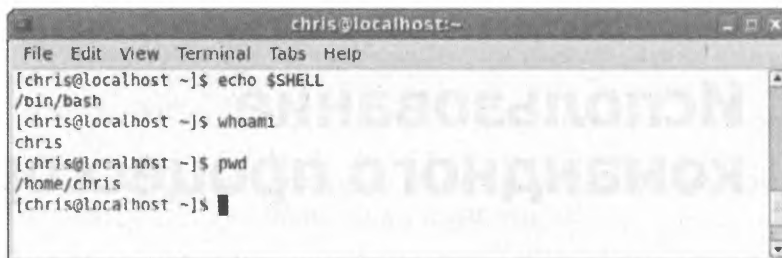 chris@localhost:~
File Edit View Terminal Tabs Help
[chris@localhost ~]$ echo $SHELL
/bin/bash
[chris@localhost ~]$ whoami
chris
[chris@localhost ~]$ pwd
/home/chris
[chris@localhost ~]$